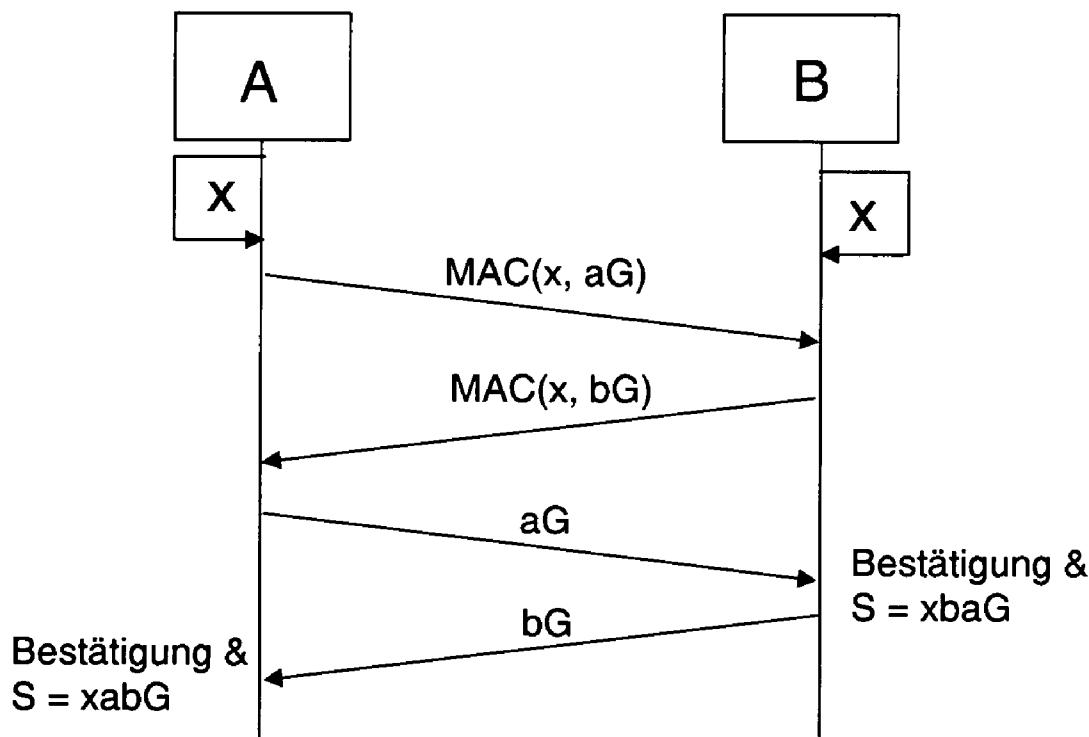 A
B
X
X
MAC(x, aG)
MAC(x, bG)
aG
Bestätigung &
S = xbaG
bG
Bestätigung &
S = xabG